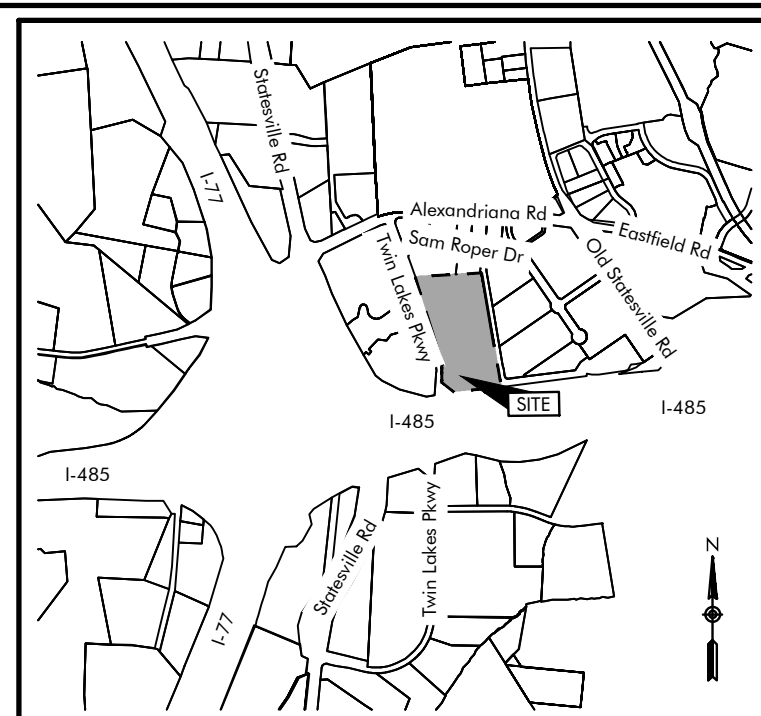 Statesville Rd
I-77
Alexandriana Rd
Sam Roper Dr
Eastfield Rd
Twin Lakes Pkwy
Old Statesville Rd
SITE
I-485
I-485
I-485
Twin Lakes Pkwy
Statesville Rd
I-77
N